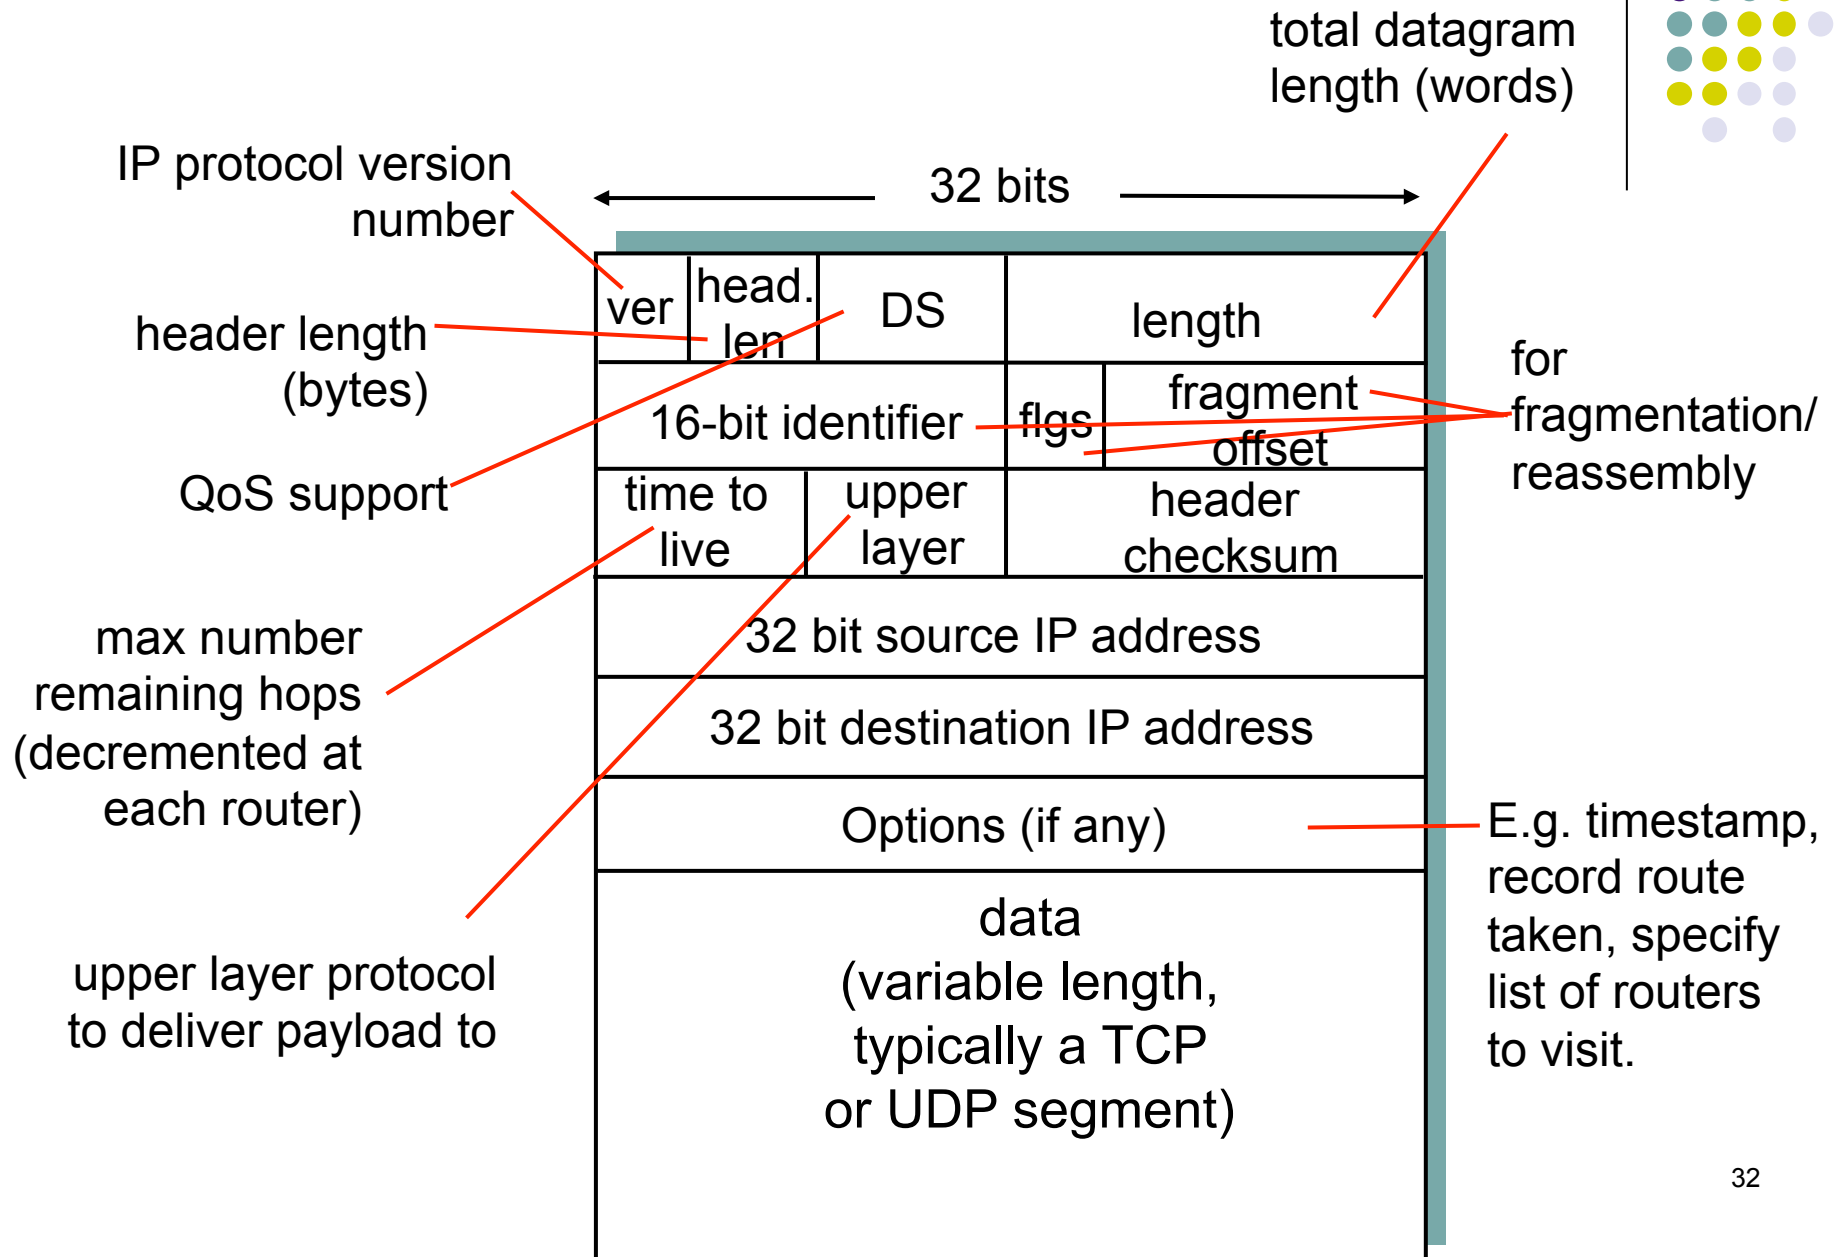 total datagram
length (words)
IP protocol version
number
32 bits
ver
head.
len
DS
length
header length
(bytes)
for
fragmentation/
reassembly
16-bit identifier
flgs
fragment
offset
QoS support
time to
live
upper
layer
header
checksum
max number
remaining hops
(decremented at
each router)
32 bit source IP address
32 bit destination IP address
Options (if any)
E.g. timestamp,
record route
taken, specify
list of routers
to visit.
upper layer protocol
to deliver payload to
data
(variable length,
typically a TCP
or UDP segment)
32